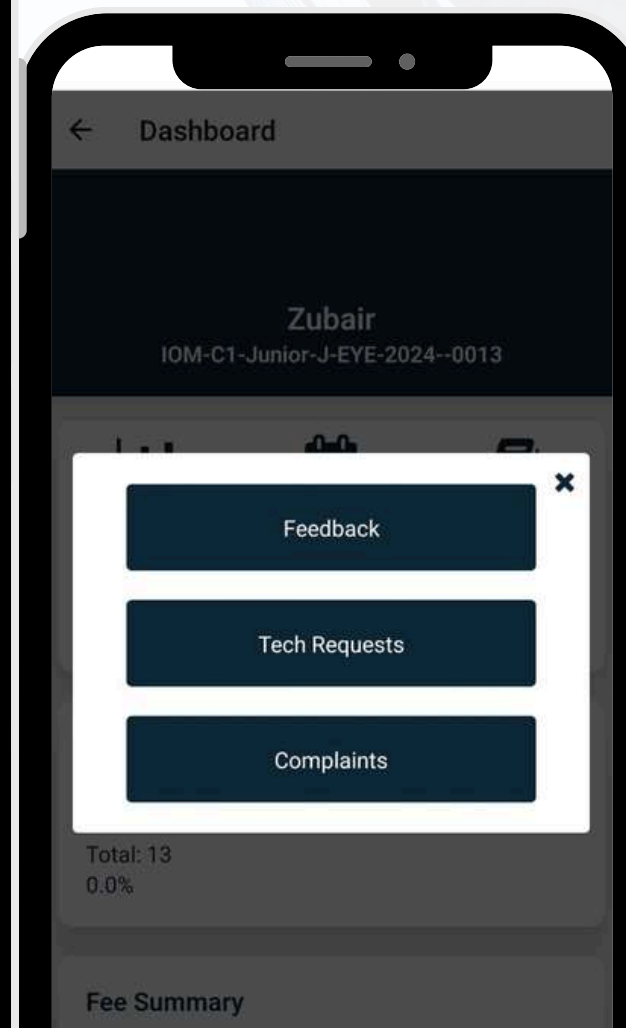 Dashboard
Zubair
IOM-C1-Junior-J-EYE-2024--0013
Feedback
Tech Requests
Complaints
Total: 13
0.0%
Fee Summary